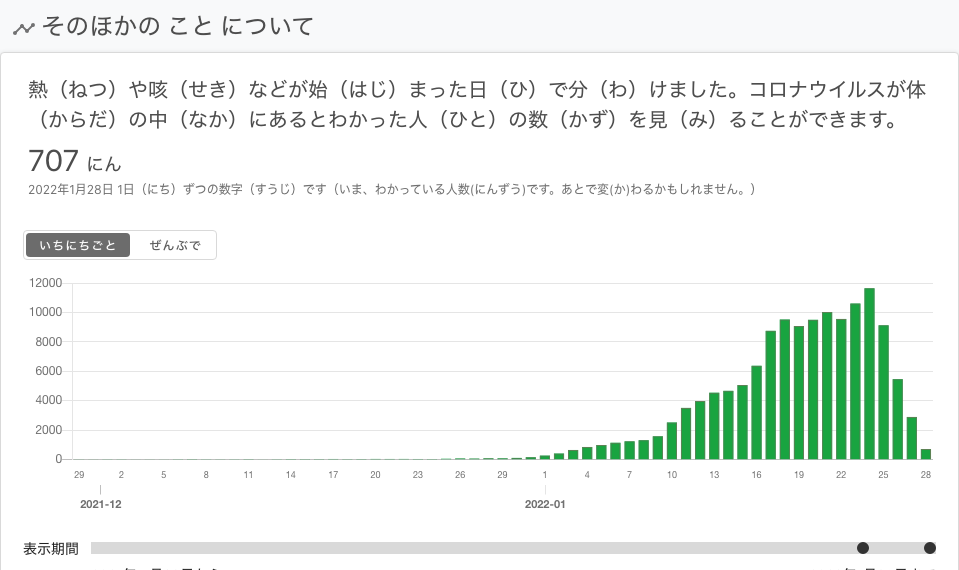 そのほかの こと について
熱（ねつ）や咳（せき）などが始（はじ）まった日（ひ）で分（わ）けました。コロナウイルスが体
（からだ）の中（なか）にあるとわかった人（ひと）の数（かず）を見（み）ることができます。
707 にん
2022年1月28日 1日（にち）ずつの数字（すうじ）です（いま、わかっている人数(にんずう)です。あとで変(か)わるかもしれません。）
いちにちごと ぜんぶで
12000
10000
8000
6000
4000
2000
0
29 2 5 8 11 14 17 20 23 26 29 1 4 7 10 13 16 19 22 25 28
2021-12 2022-01
表示期間